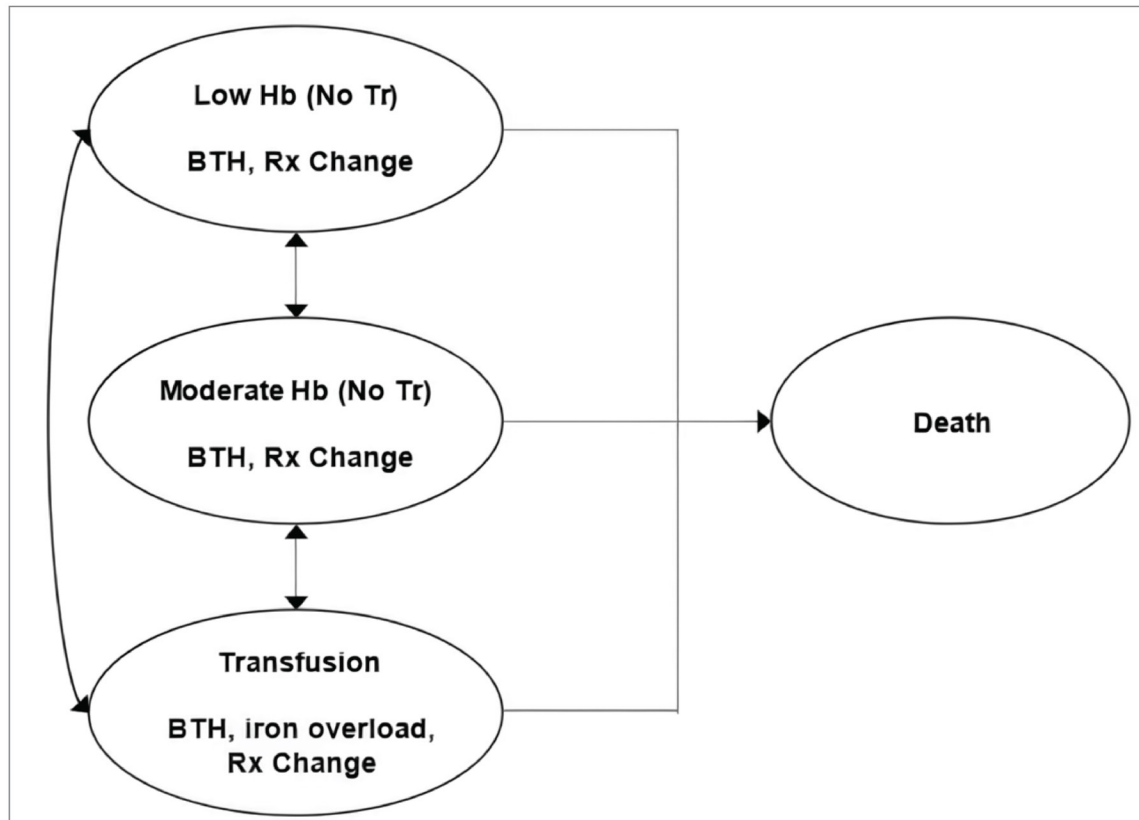 Low Hb (No Tr)
BTH, Rx Change
Moderate Hb (No Tr)
BTH, Rx Change
Death
Transfusion
BTH, iron overload,
Rx Change